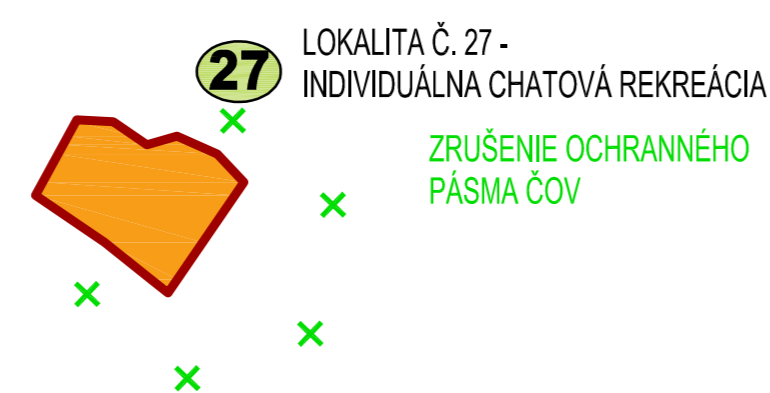 27
LOKALITA Č. 27 -
INDIVIDUÁLNA CHATOVÁ REKREÁCIA
ZRUŠENIE OCHRANNÉHO
PÁSMA ČOV